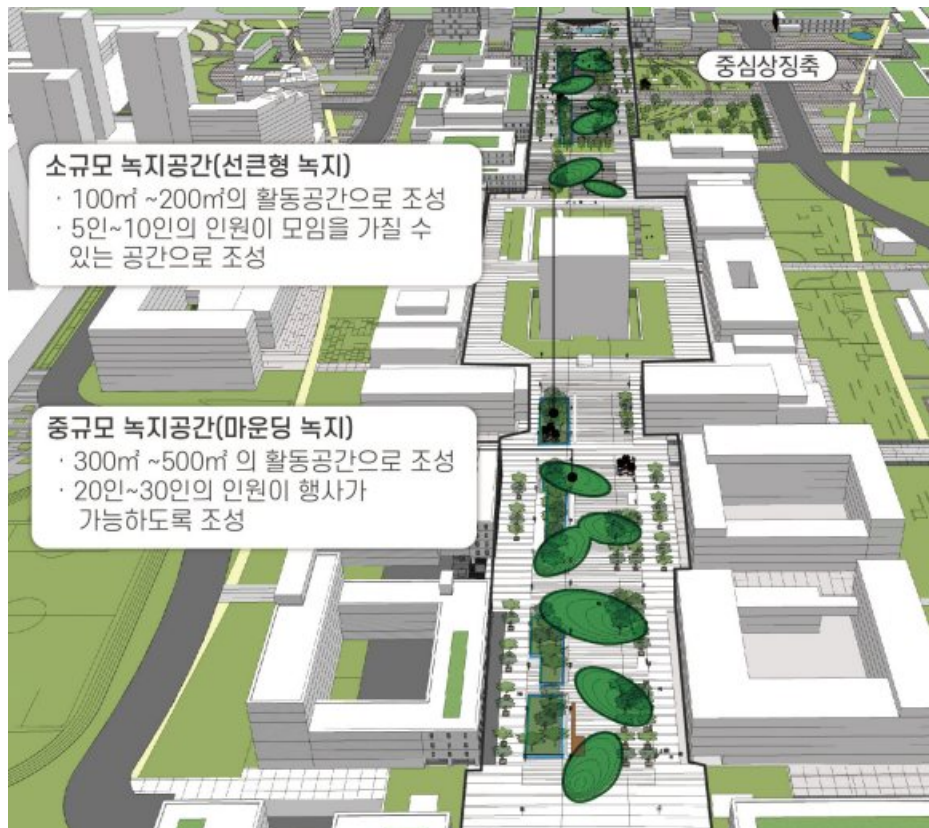 중심상징축
소규모 녹지공간(선큰형 녹지)
· 100㎡ ~200㎡의 활동공간으로 조성
· 5인~10인의 인원이 모임을 가질 수
있는 공간으로 조성
중규모 녹지공간(마운딩 녹지)
· 300㎡ ~500㎡ 의 활동공간으로 조성
· 20인~30인의 인원이 행사가
가능하도록 조성